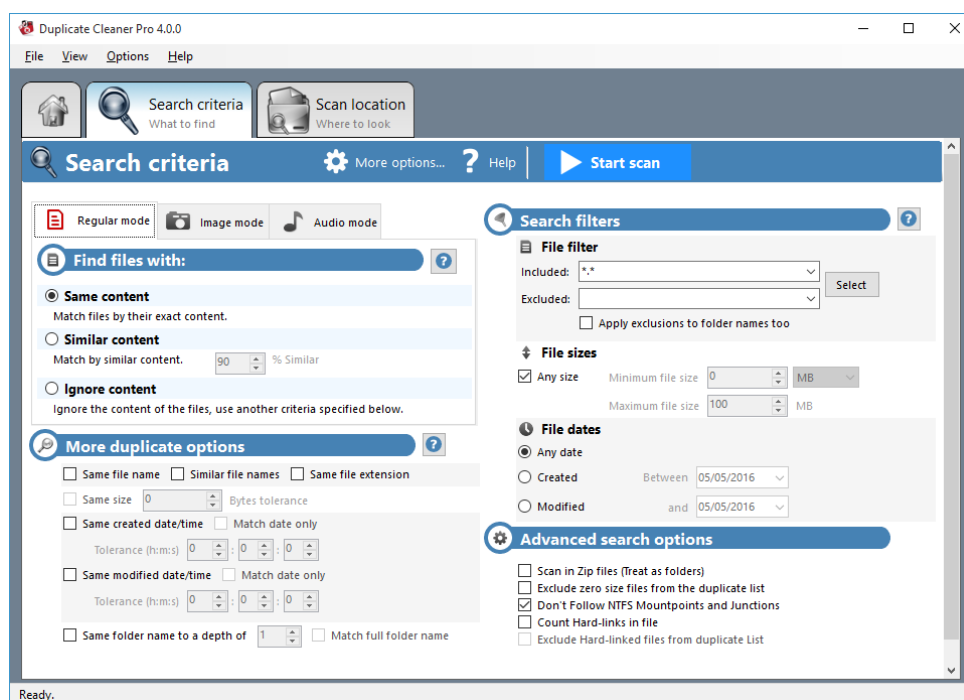 Duplicate Cleaner Pro 4.0.0
File View Options Help
Search criteria
What to find
Scan location
Where to look
Search criteria
More options...
? Help
Start scan
Regular mode
Image mode
Audio mode
Find files with:
?
Same content
Match files by their exact content.
Similar content
Match by similar content. 90 % Similar
Ignore content
Ignore the content of the files, use another criteria specified below.
More duplicate options
?
Same file name Similar file names Same file extension
Same size 0 Bytes tolerance
Same created date/time Match date only
Tolerance (h:m:s) 0 : 0 : 0
Same modified date/time Match date only
Tolerance (h:m:s) 0 : 0 : 0
Same folder name to a depth of 1 Match full folder name
Search filters
?
File filter
Included: *.*
Select
Excluded:
Apply exclusions to folder names too
File sizes
Any size Minimum file size 0 MB
Maximum file size 100 MB
File dates
Any date
Created Between 05/05/2016
Modified and 05/05/2016
Advanced search options
Scan in Zip files (Treat as folders)
Exclude zero size files from the duplicate list
Don't Follow NTFS Mountpoints and Junctions
Count Hard-links in file
Exclude Hard-linked files from duplicate List
Ready.